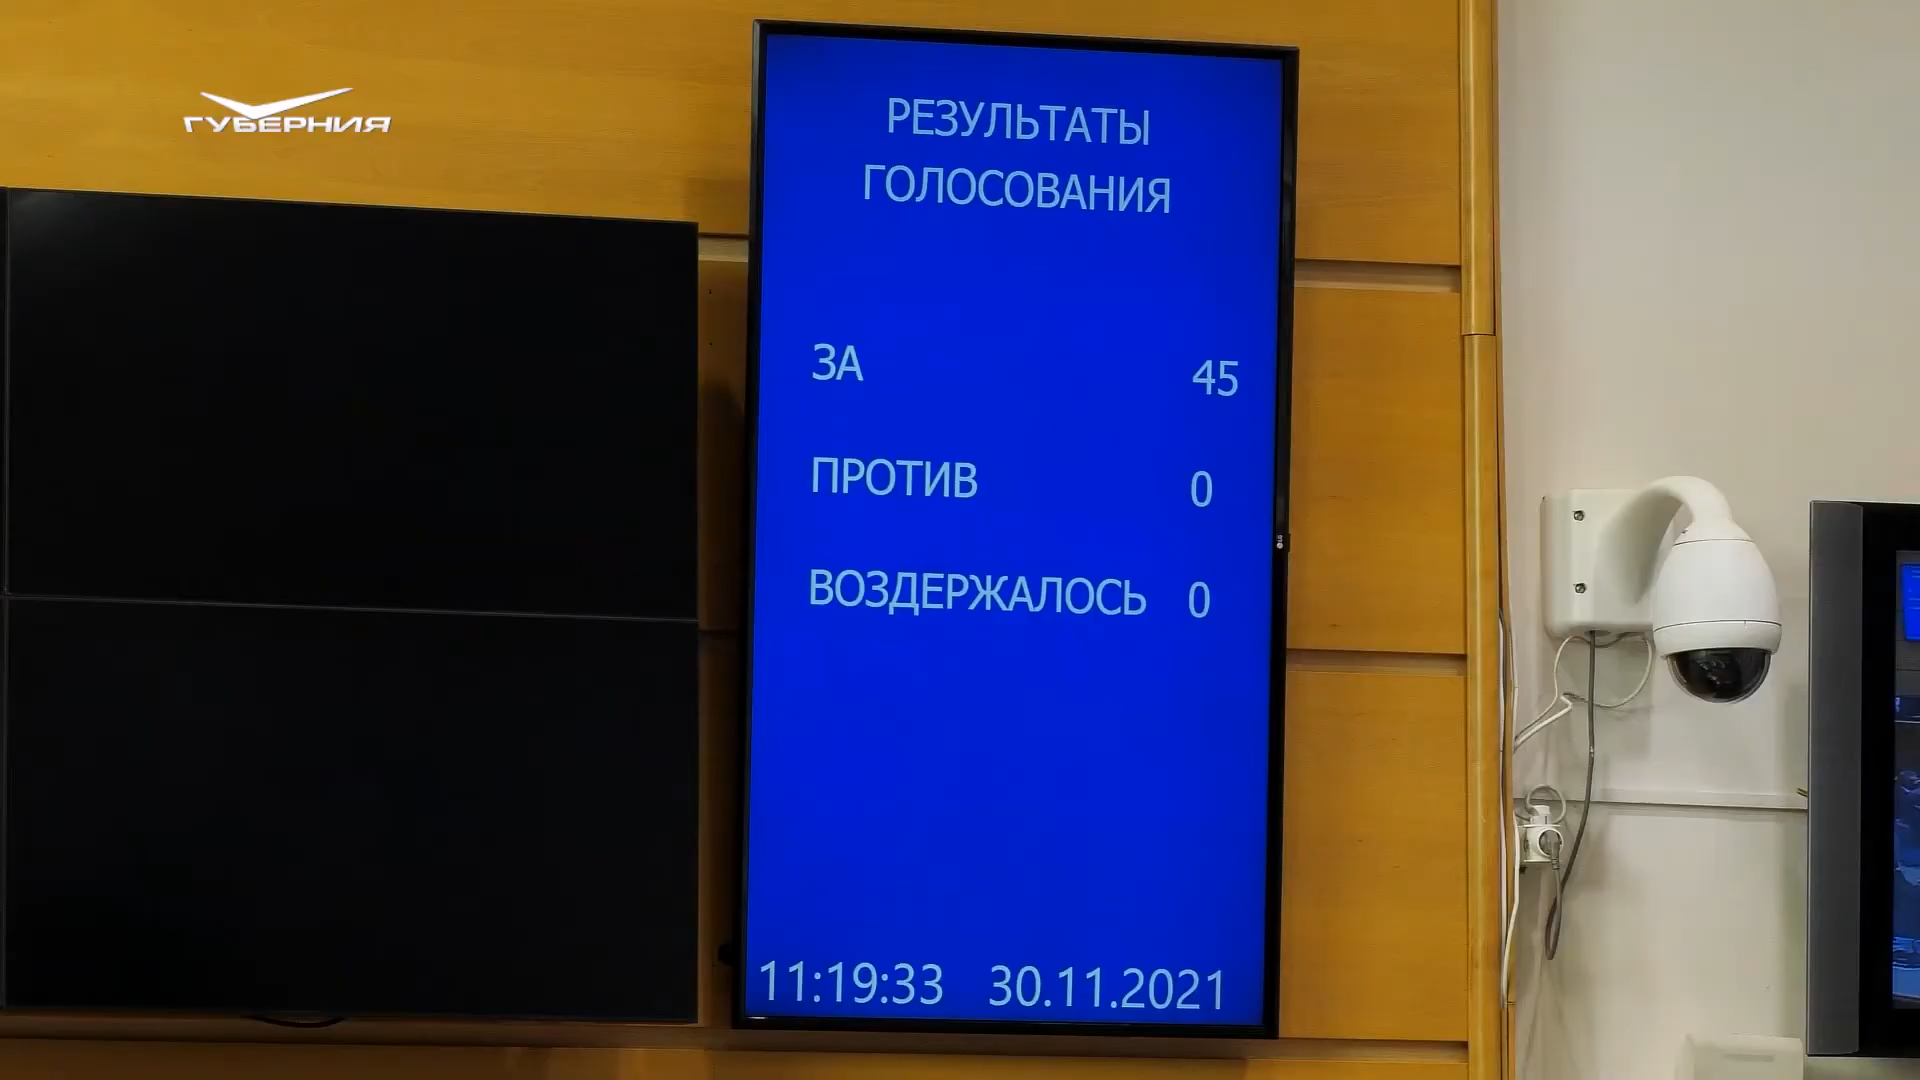 ГУБЕРНИЯ
РЕЗУЛЬТАТЫ
ГОЛОСОВАНИЯ
ЗА 45
ПРОТИВ 0
ВОЗДЕРЖАЛОСЬ 0
11:19:33 30.11.2021